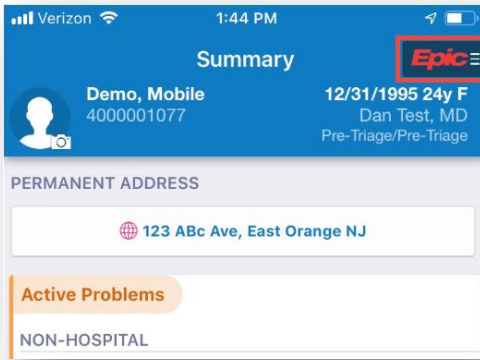 Verizon 1:44 PM
Summary Epic
Demo, Mobile 12/31/1995 24y F
4000001077 Dan Test, MD
Pre-Triage/Pre-Triage
PERMANENT ADDRESS
123 ABc Ave, East Orange NJ
Active Problems
NON-HOSPITAL